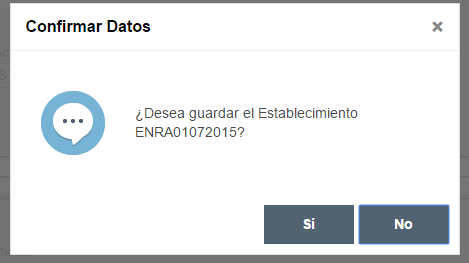 Confirmar Datos ×
¿Desea guardar el Establecimiento
ENRA01072015?
Sí No